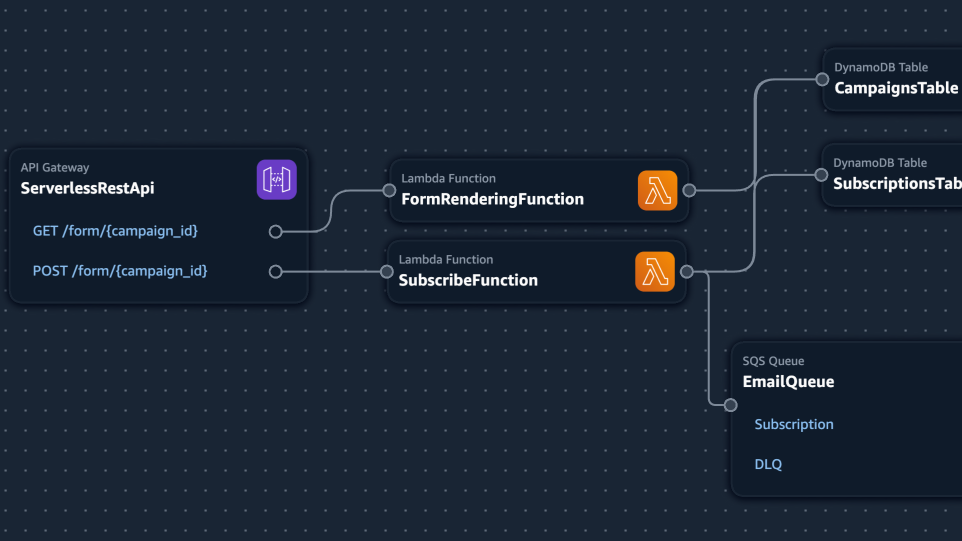 API Gateway
ServerlessRestApi
GET /form/{campaign_id}
POST /form/{campaign_id}
Lambda Function
FormRenderingFunction
Lambda Function
SubscribeFunction
DynamoDB Table
CampaignsTable
DynamoDB Table
SubscriptionsTab
SQS Queue
EmailQueue
Subscription
DLQ